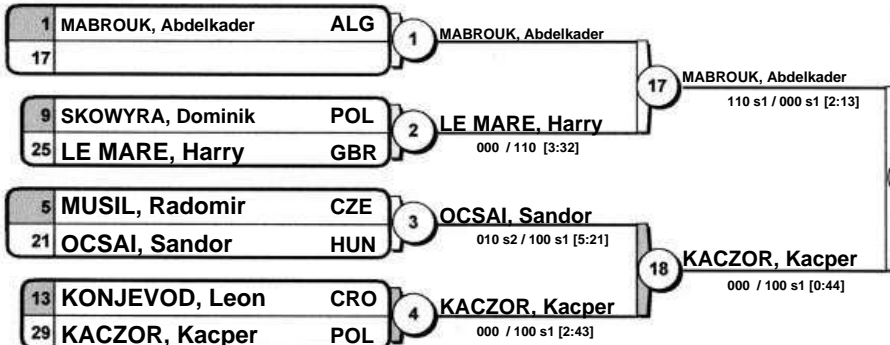 1 MABROUK, Abdelkader ALG
17
1
MABROUK, Abdelkader
9 SKOWYRA, Dominik POL
25 LE MARE, Harry GBR
2
LE MARE, Harry
000 / 110 [3:32]
17
MABROUK, Abdelkader
110 s1 / 000 s1 [2:13]
5 MUSIL, Radomir CZE
21 OCSAI, Sandor HUN
3
OCSAI, Sandor
010 s2 / 100 s1 [5:21]
13 KONJEVOD, Leon CRO
29 KACZOR, Kacper POL
4
KACZOR, Kacper
000 / 100 s1 [2:43]
18
KACZOR, Kacper
000 / 100 s1 [0:44]